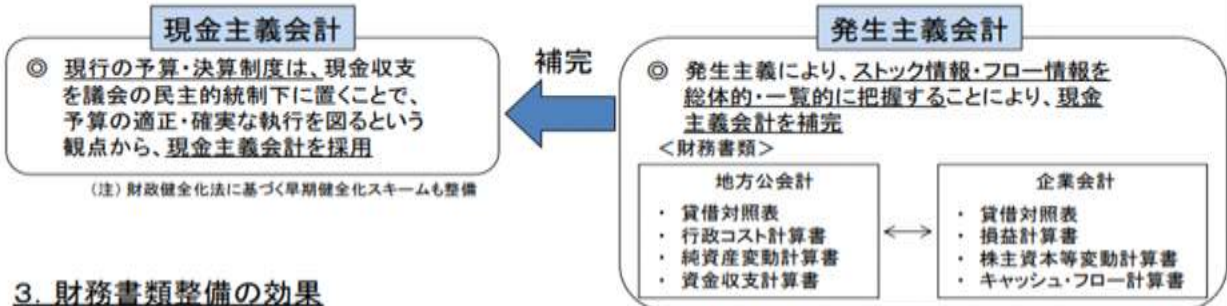 現金主義会計
◎ 現行の予算・決算制度は、現金収支
を議会の民主的統制下に置くことで、
予算の適正・確実な執行を図るという
観点から、現金主義会計を採用
(注) 財政健全化法に基づく早期健全化スキームも整備
補完
発生主義会計
◎ 発生主義により、ストック情報・フロー情報を
総体的・一覧的に把握することにより、現金
主義会計を補完
＜財務書類＞
地方公会計
・ 貸借対照表
・ 行政コスト計算書
・ 純資産変動計算書
・ 資金収支計算書
企業会計
・ 貸借対照表
・ 損益計算書
・ 株主資本等変動計算書
・ キャッシュ・フロー計算書
3. 財務書類整備の効果